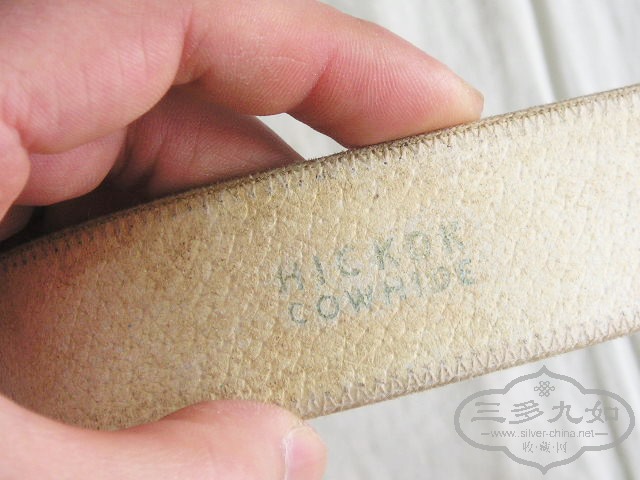 HICKOK
COWHIDE
三多九如
www.silver-china.net
收·藏·网